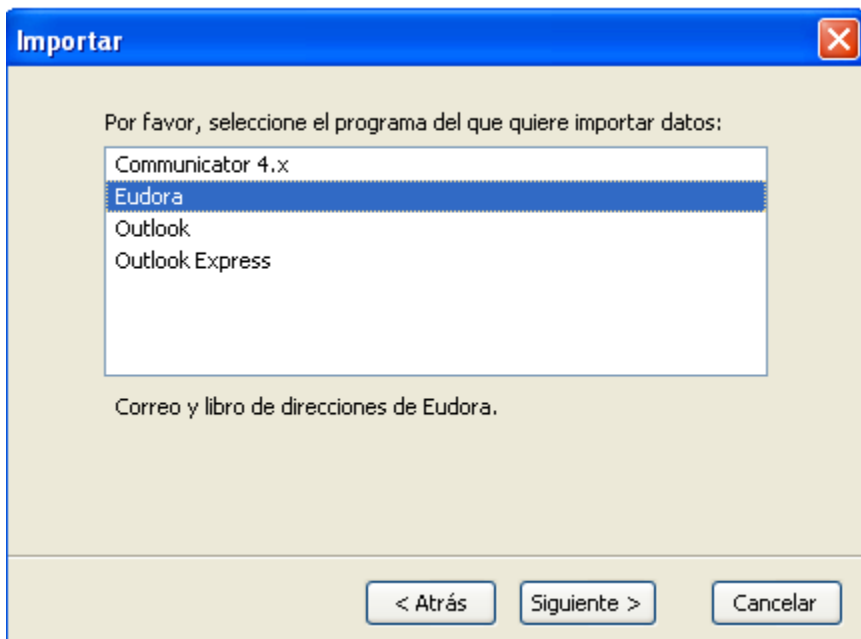 Importar
Por favor, seleccione el programa del que quiere importar datos:
Communicator 4.x
Eudora
Outlook
Outlook Express
Correo y libro de direcciones de Eudora.
< Atrás Siguiente > Cancelar